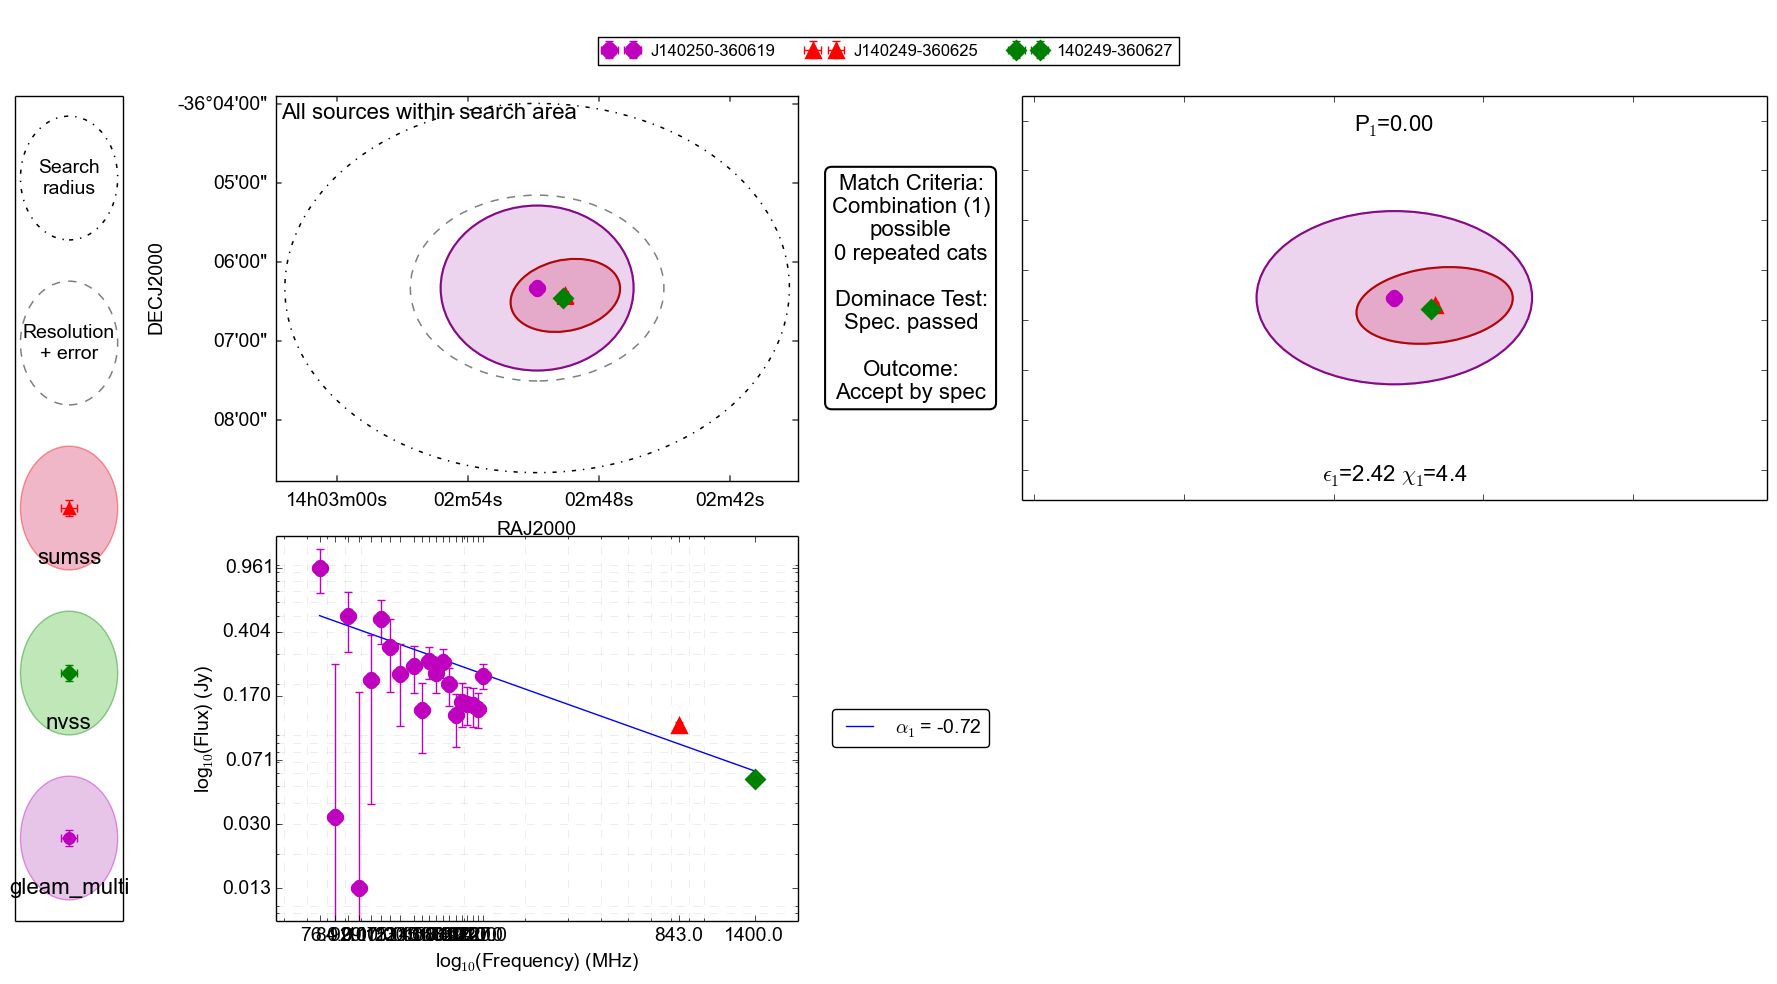 J140250-360619 J140249-360625 140249-360627
Search
radius
Resolution
+ error
sumss
nvss
gleam_multi
All sources within search area
-36°04'00"
05'00"
06'00"
07'00"
08'00"
DECJ2000
14h03m00s 02m54s 02m48s 02m42s
RAJ2000
Match Criteria:
Combination (1)
possible
0 repeated cats
Dominace Test:
Spec. passed
Outcome:
Accept by spec
P₁=0.00
ϵ₁=2.42 χ₁=4.4
0.961
0.404
0.170
0.071
0.030
0.013
log₁₀(Flux) (Jy)
843.0 1400.0
log₁₀(Frequency) (MHz)
α₁ = -0.72